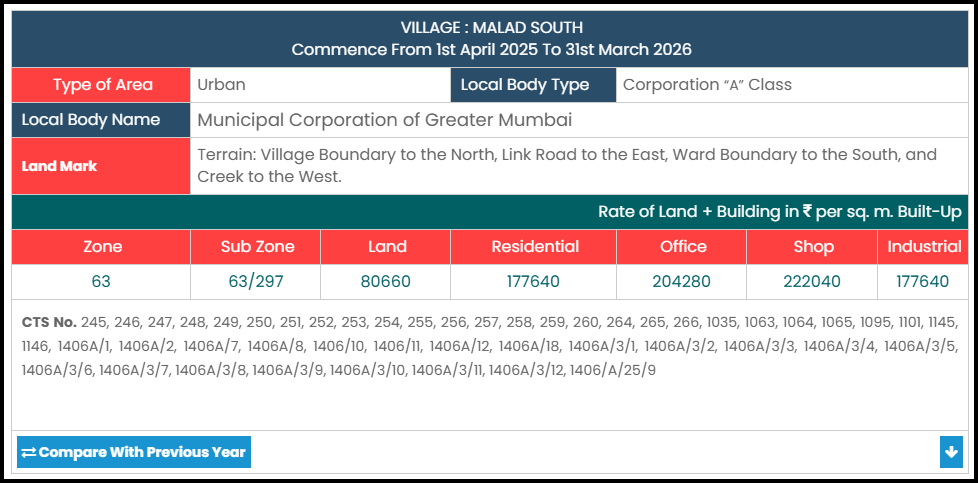 VILLAGE : MALAD SOUTH
Commence From 1st April 2025 To 31st March 2026
Type of Area Urban Local Body Type Corporation “A” Class
Local Body Name Municipal Corporation of Greater Mumbai
Land Mark Terrain: Village Boundary to the North, Link Road to the East, Ward Boundary to the South, and
Creek to the West.
Rate of Land + Building in ₹ per sq. m. Built-Up
Zone Sub Zone Land Residential Office Shop Industrial
63 63/297 80660 177640 204280 222040 177640
CTS No. 245, 246, 247, 248, 249, 250, 251, 252, 253, 254, 255, 256, 257, 258, 259, 260, 264, 265, 266, 1035, 1063, 1064, 1065, 1095, 1101, 1145,
1146, 1406A/1, 1406A/2, 1406A/7, 1406A/8, 1406/10, 1406/11, 1406A/12, 1406A/18, 1406A/3/1, 1406A/3/2, 1406A/3/3, 1406A/3/4, 1406A/3/5,
1406A/3/6, 1406A/3/7, 1406A/3/8, 1406A/3/9, 1406A/3/10, 1406A/3/11, 1406A/3/12, 1406/A/25/9
Compare With Previous Year